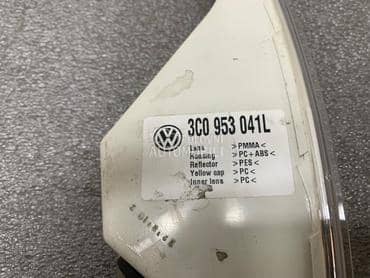 3C0 953 041L
Lens >PMMA<
Housing >PC+ABS<
Reflector >PES<
Yellow cap >PC<
Inner lens >PC<